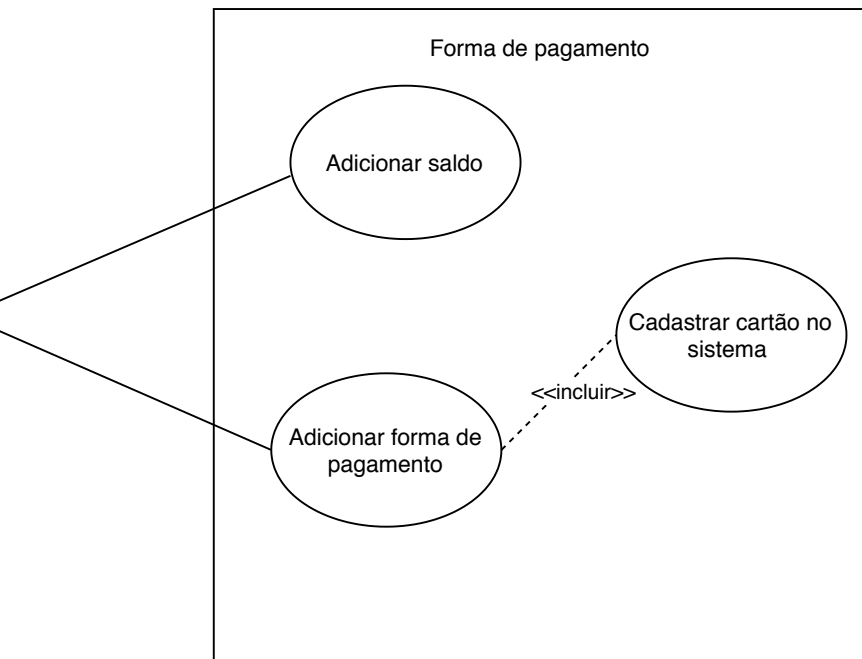 Forma de pagamento
Adicionar saldo
Cadastrar cartão no
sistema
<<incluir>>
Adicionar forma de
pagamento